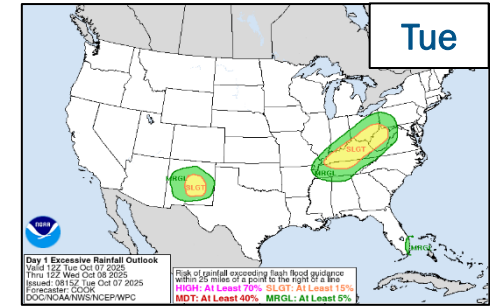 Tue
SLGT
MRGL
MRGL
SLGT
MRGL
NOAA
Day 1 Excessive Rainfall Outlook
Valid 12Z Tue Oct 07 2025
Thru 12Z Wed Oct 08 2025
Issued: 0815Z Tue Oct 07 2025
Forecaster: COOK
DOC/NOAA/NWS/NCEP/WPC
Risk of rainfall exceeding flash flood guidance
within 25 miles of a point to the right of a line
HIGH: At Least 70% SLGT: At Least 15%
MDT: At Least 40% MRGL: At Least 5%